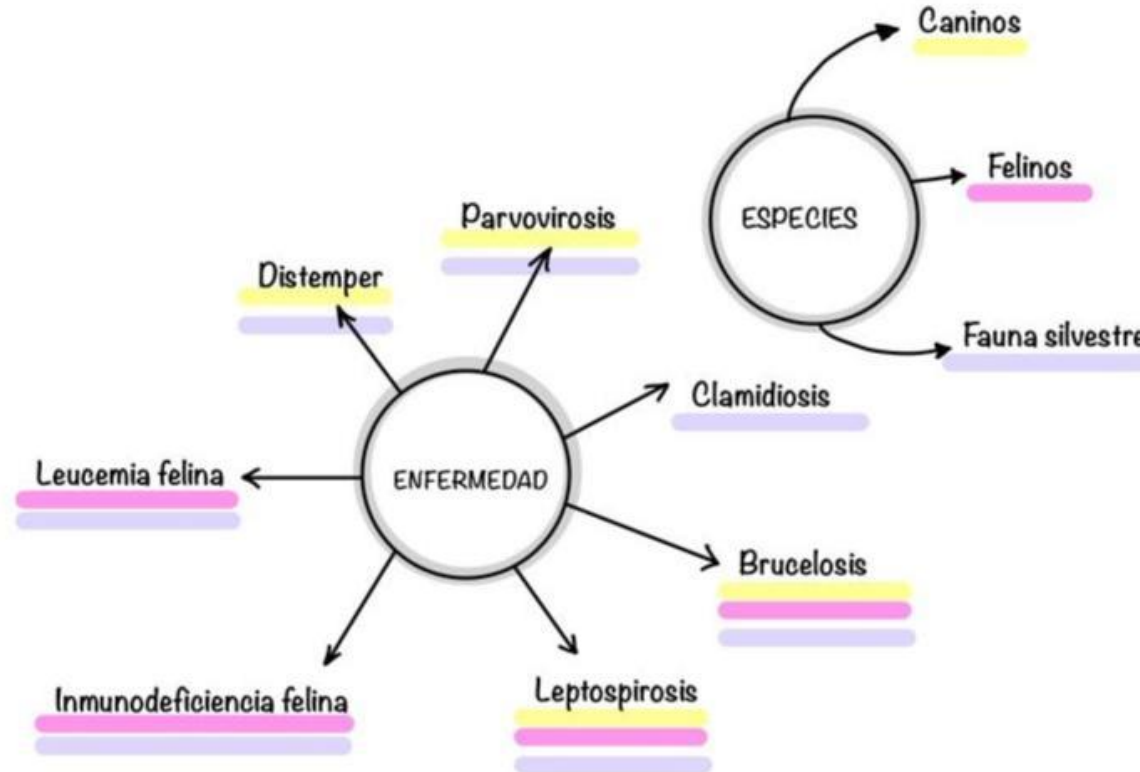 Caninos
Felinos
ESPECIES
Fauna silvestre
Parvovirosis
Distemper
Clamidiosis
Leucemia felina
ENFERMEDAD
Brucelosis
Inmunodeficiencia felina
Leptospirosis